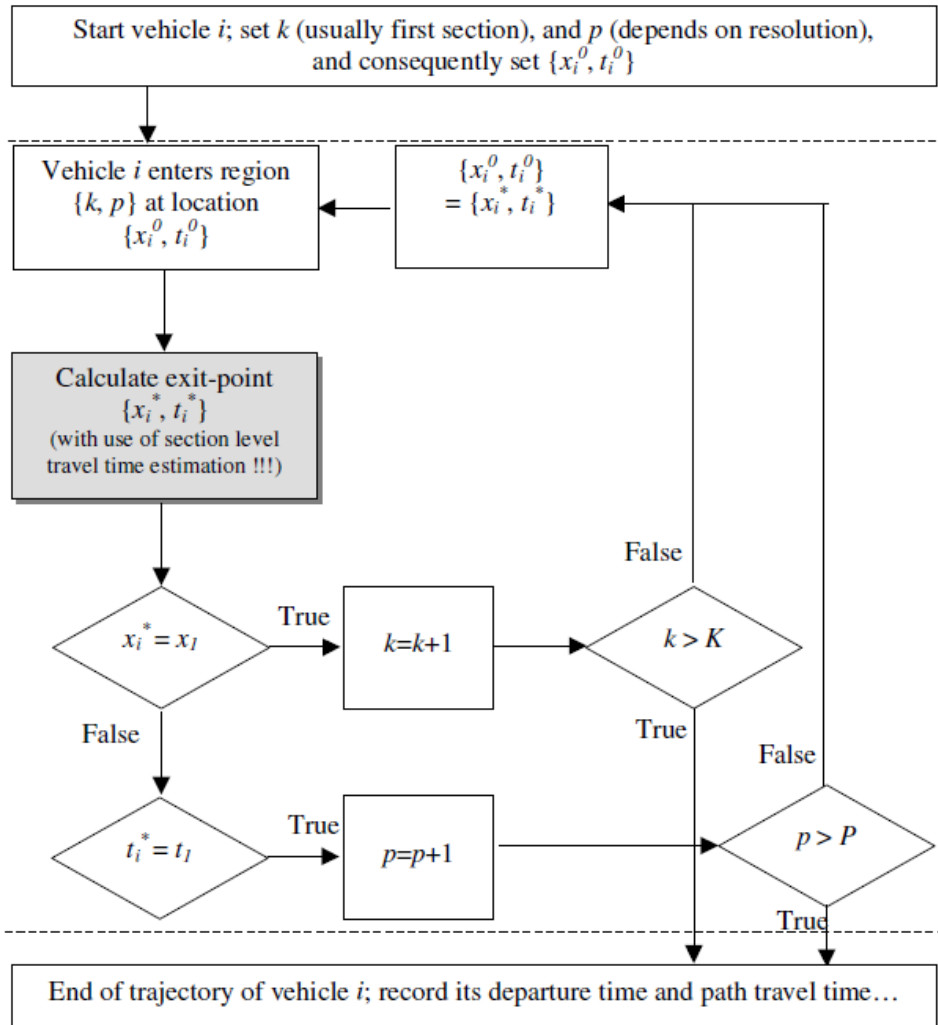 Start vehicle i; set k (usually first section), and p (depends on resolution),
and consequently set {x_i^0, t_i^0}
Vehicle i enters region
{k, p} at location
{x_i^0, t_i^0}
{x_i^0, t_i^0}
= {x_i^*, t_i^*}
Calculate exit-point
{x_i^*, t_i^*}
(with use of section level
travel time estimation !!!)
False
x_i^* = x_1
True
k=k+1
k > K
False
True
False
t_i^* = t_1
True
p=p+1
p > P
True
End of trajectory of vehicle i; record its departure time and path travel time…